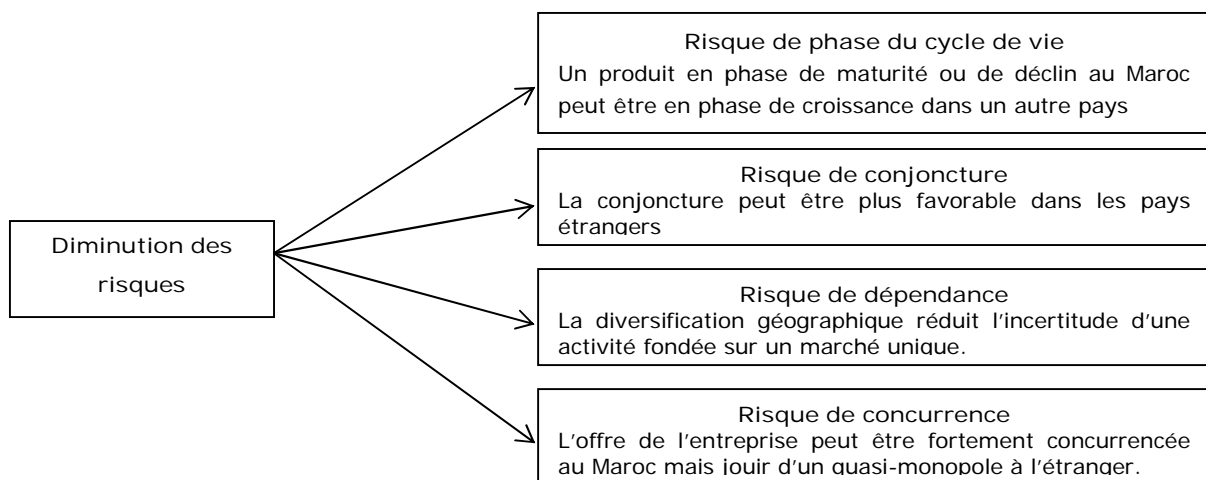 Risque de phase du cycle de vie
Un produit en phase de maturité ou de déclin au Maroc
peut être en phase de croissance dans un autre pays
Risque de conjoncture
La conjoncture peut être plus favorable dans les pays
étrangers
Diminution des
risques
Risque de dépendance
La diversification géographique réduit l'incertitude d'une
activité fondée sur un marché unique.
Risque de concurrence
L'offre de l'entreprise peut être fortement concurrencée
au Maroc mais jouir d'un quasi-monopole à l'étranger.